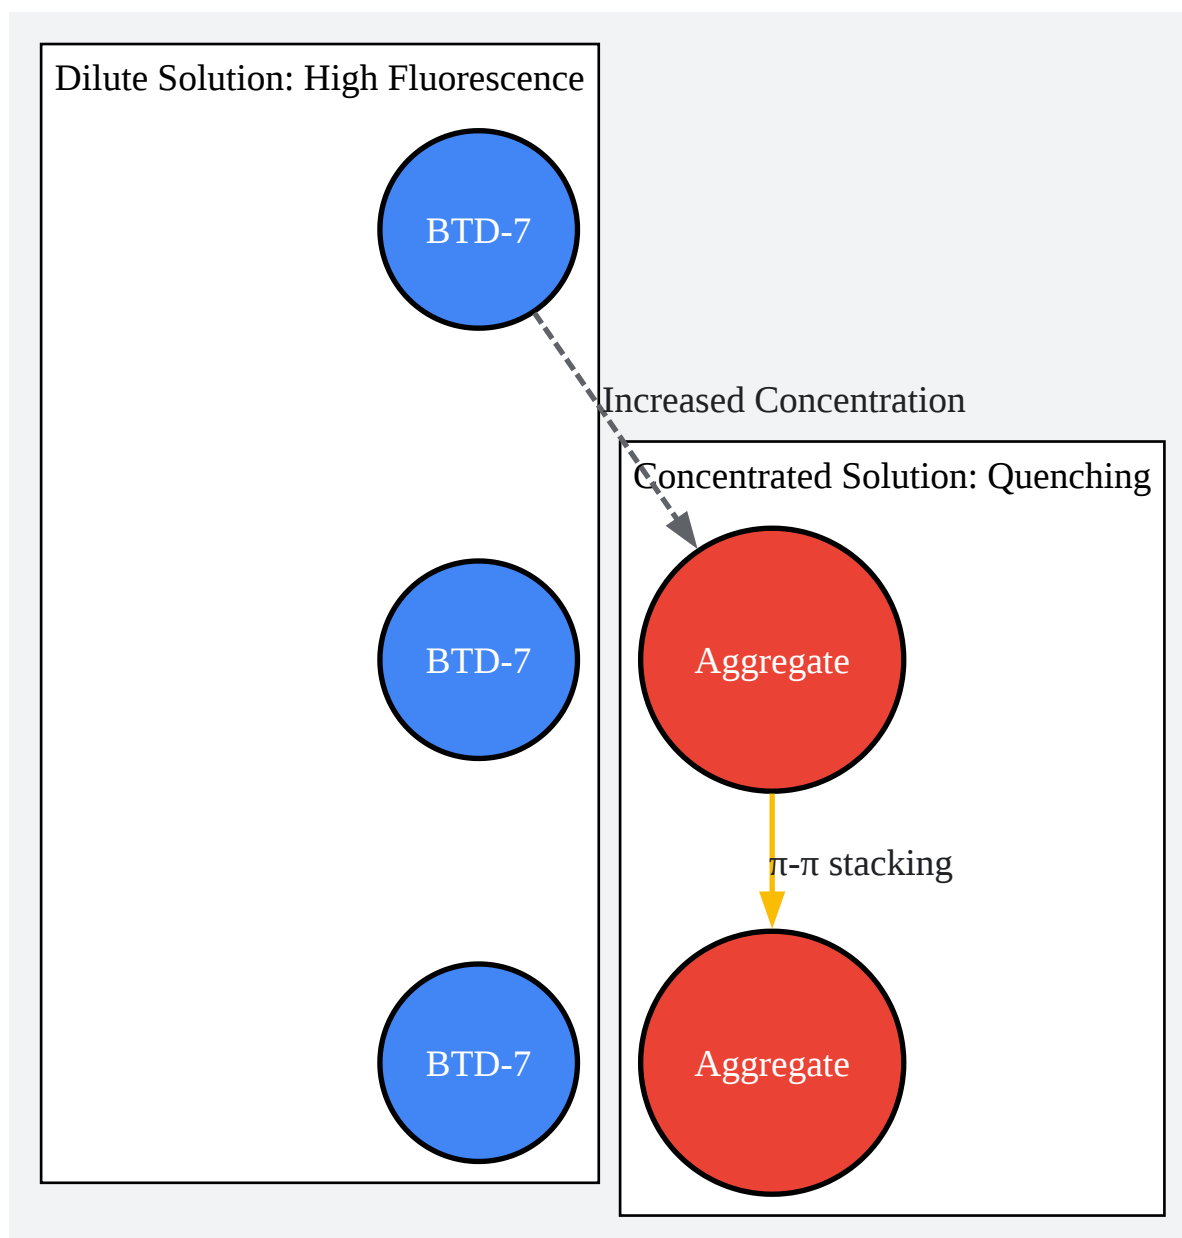 Dilute Solution: High Fluorescence
BTD-7
Increased Concentration
Concentrated Solution: Quenching
BTD-7
Aggregate
π-π stacking
BTD-7
Aggregate